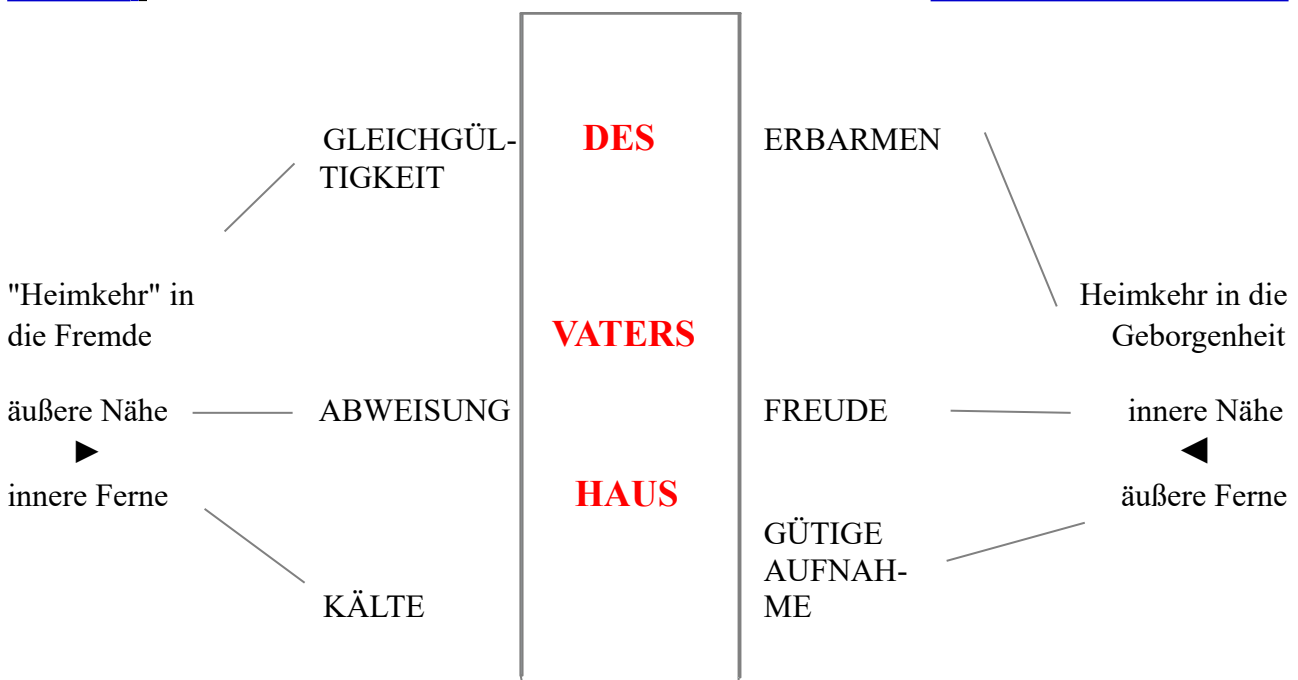 GLEICHGÜL-
TIGKEIT
"Heimkehr" in
die Fremde
äußere Nähe
►
innere Ferne
ABWEISUNG
KÄLTE
DES
VATERS
HAUS
ERBARMEN
FREUDE
GÜTIGE
AUFNAH-
ME
Heimkehr in die
Geborgenheit
innere Nähe
◄
äußere Ferne